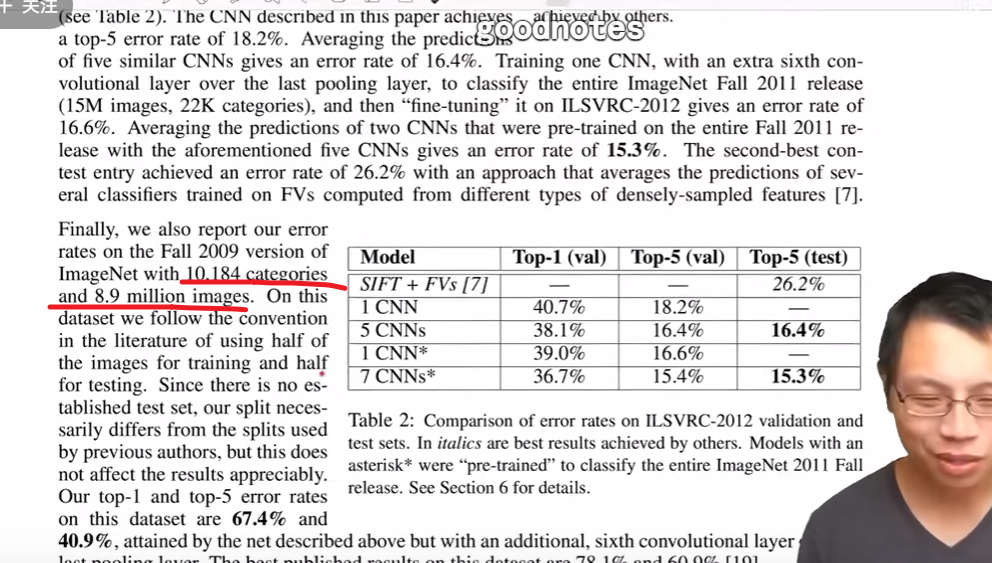 十 关注
(see Table 2). The CNN described in this paper achieves achieved by others.
goodnotes
a top-5 error rate of 18.2%. Averaging the predictions
of five similar CNNs gives an error rate of 16.4%. Training one CNN, with an extra sixth con-
volutional layer over the last pooling layer, to classify the entire ImageNet Fall 2011 release
(15M images, 22K categories), and then “fine-tuning” it on ILSVRC-2012 gives an error rate of
16.6%. Averaging the predictions of two CNNs that were pre-trained on the entire Fall 2011 re-
lease with the aforementioned five CNNs gives an error rate of 15.3%. The second-best con-
test entry achieved an error rate of 26.2% with an approach that averages the predictions of sev-
eral classifiers trained on FVs computed from different types of densely-sampled features [7].
Finally, we also report our error
rates on the Fall 2009 version of
ImageNet with 10,184 categories
and 8.9 million images. On this
dataset we follow the convention
in the literature of using half of
the images for training and half
for testing. Since there is no es-
tablished test set, our split neces-
sarily differs from the splits used
by previous authors, but this does
not affect the results appreciably.
Our top-1 and top-5 error rates
on this dataset are 67.4% and
40.9%, attained by the net described above but with an additional, sixth convolutional layer
last pooling layer. The best published results on this dataset are 78.1% and 60.9% [19]
Model Top-1 (val) Top-5 (val) Top-5 (test)
SIFT + FVs [7] — — 26.2%
1 CNN 40.7% 18.2% —
5 CNNs 38.1% 16.4% 16.4%
1 CNN* 39.0% 16.6% —
7 CNNs* 36.7% 15.4% 15.3%
Table 2: Comparison of error rates on ILSVRC-2012 validation and
test sets. In italics are best results achieved by others. Models with an
asterisk* were “pre-trained” to classify the entire ImageNet 2011 Fall
release. See Section 6 for details.